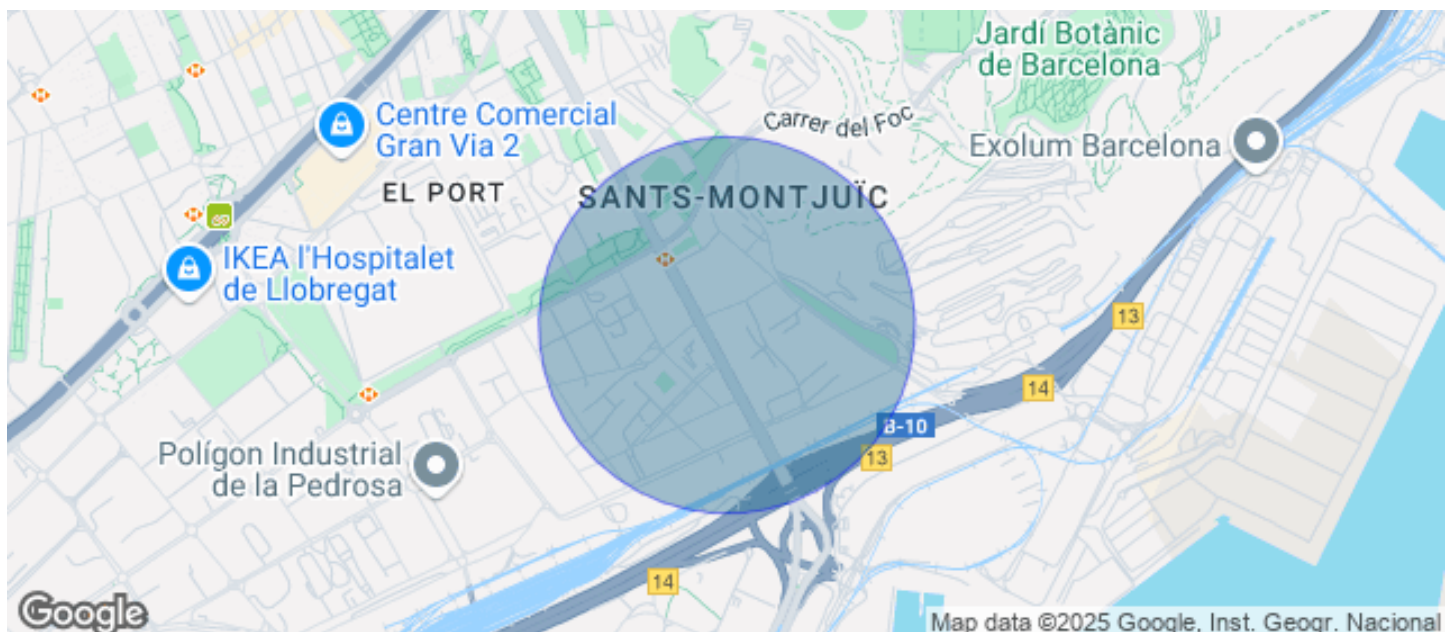 Jardí Botànic
de Barcelona
Centre Comercial
Gran Via 2
Carrer del Foc
Exolum Barcelona
EL PORT
SANTS-MONTJUÏC
IKEA l'Hospitalet
de Llobregat
13
14
B-10
13
Polígon Industrial
de la Pedrosa
14
Google
Map data ©2025 Google, Inst. Geogr. Nacional